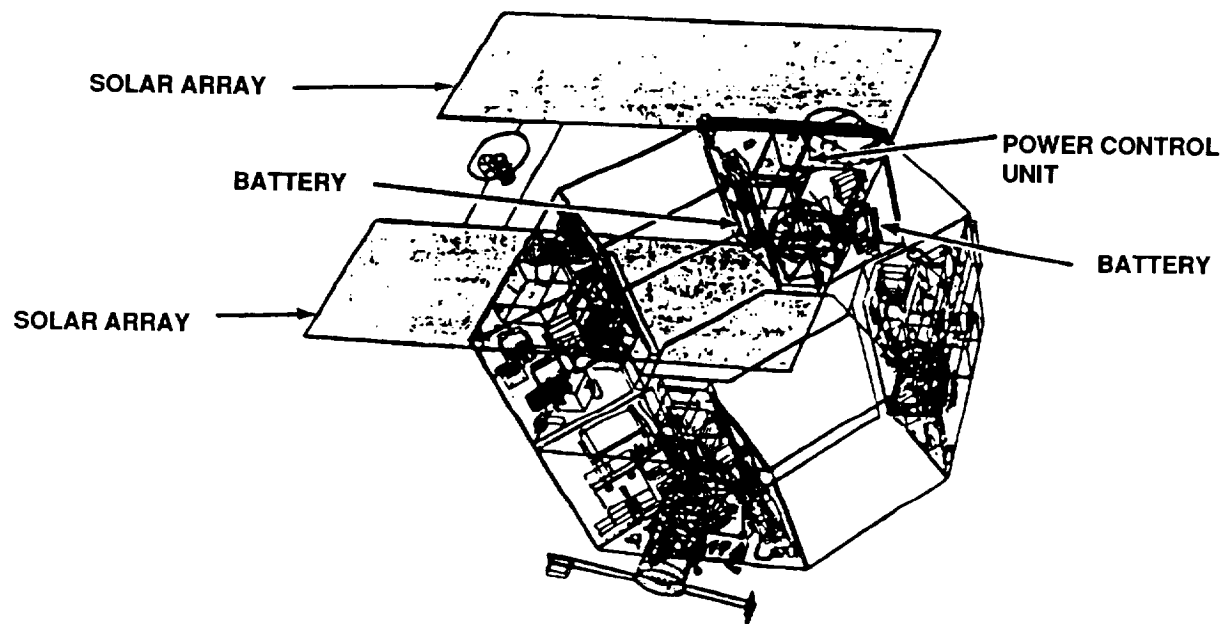 SOLAR ARRAY
POWER CONTROL
UNIT
BATTERY
BATTERY
SOLAR ARRAY